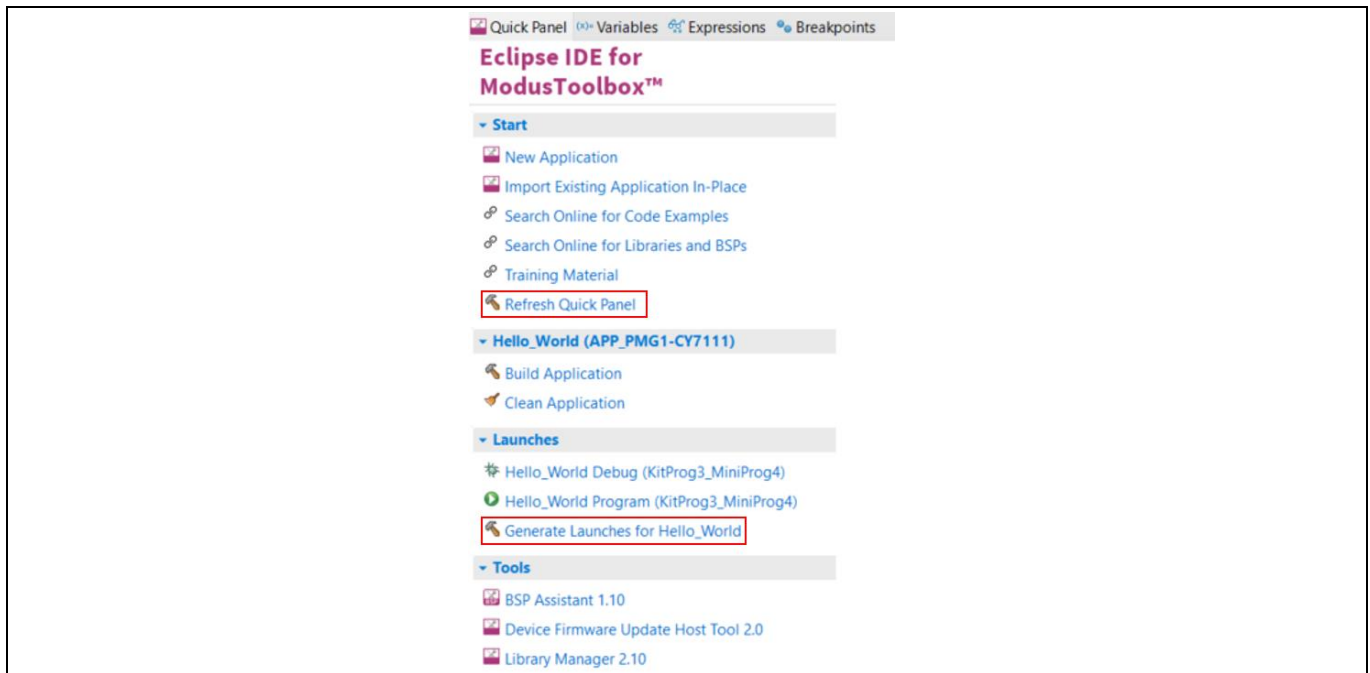 Quick Panel (x)= Variables Expressions Breakpoints
Eclipse IDE for
ModusToolbox™
Start
New Application
Import Existing Application In-Place
Search Online for Code Examples
Search Online for Libraries and BSPs
Training Material
Refresh Quick Panel
Hello_World (APP_PMG1-CY7111)
Build Application
Clean Application
Launches
Hello_World Debug (KitProg3_MiniProg4)
Hello_World Program (KitProg3_MiniProg4)
Generate Launches for Hello_World
Tools
BSP Assistant 1.10
Device Firmware Update Host Tool 2.0
Library Manager 2.10